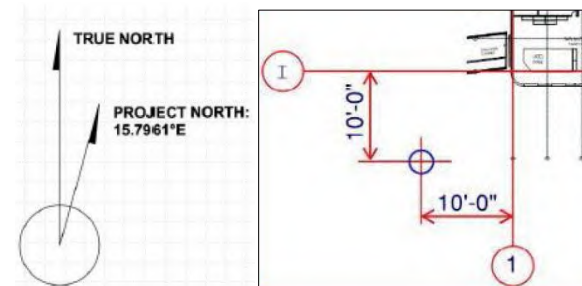 TRUE NORTH
PROJECT NORTH:
15.7961°E
I
10'-0"
10'-0"
1